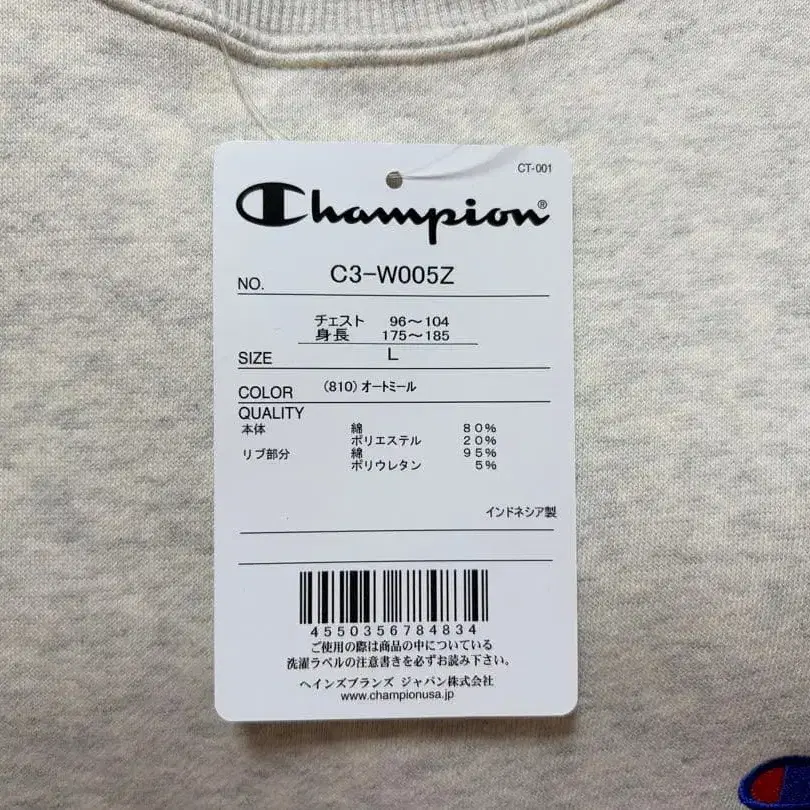 CT-001
Champion®
NO. C3-W005Z
チェスト 96～104
身長 175～185
SIZE L
COLOR (810)オートミール
QUALITY
本体 綿 80%
ポリエステル 20%
リブ部分 綿 95%
ポリウレタン 5%
インドネシア製
4550356784834
ご使用の際は商品の中についている
洗濯ラベルの注意書きを必ずお読み下さい。
ヘインズブランズ ジャパン株式会社
www.championusa.jp